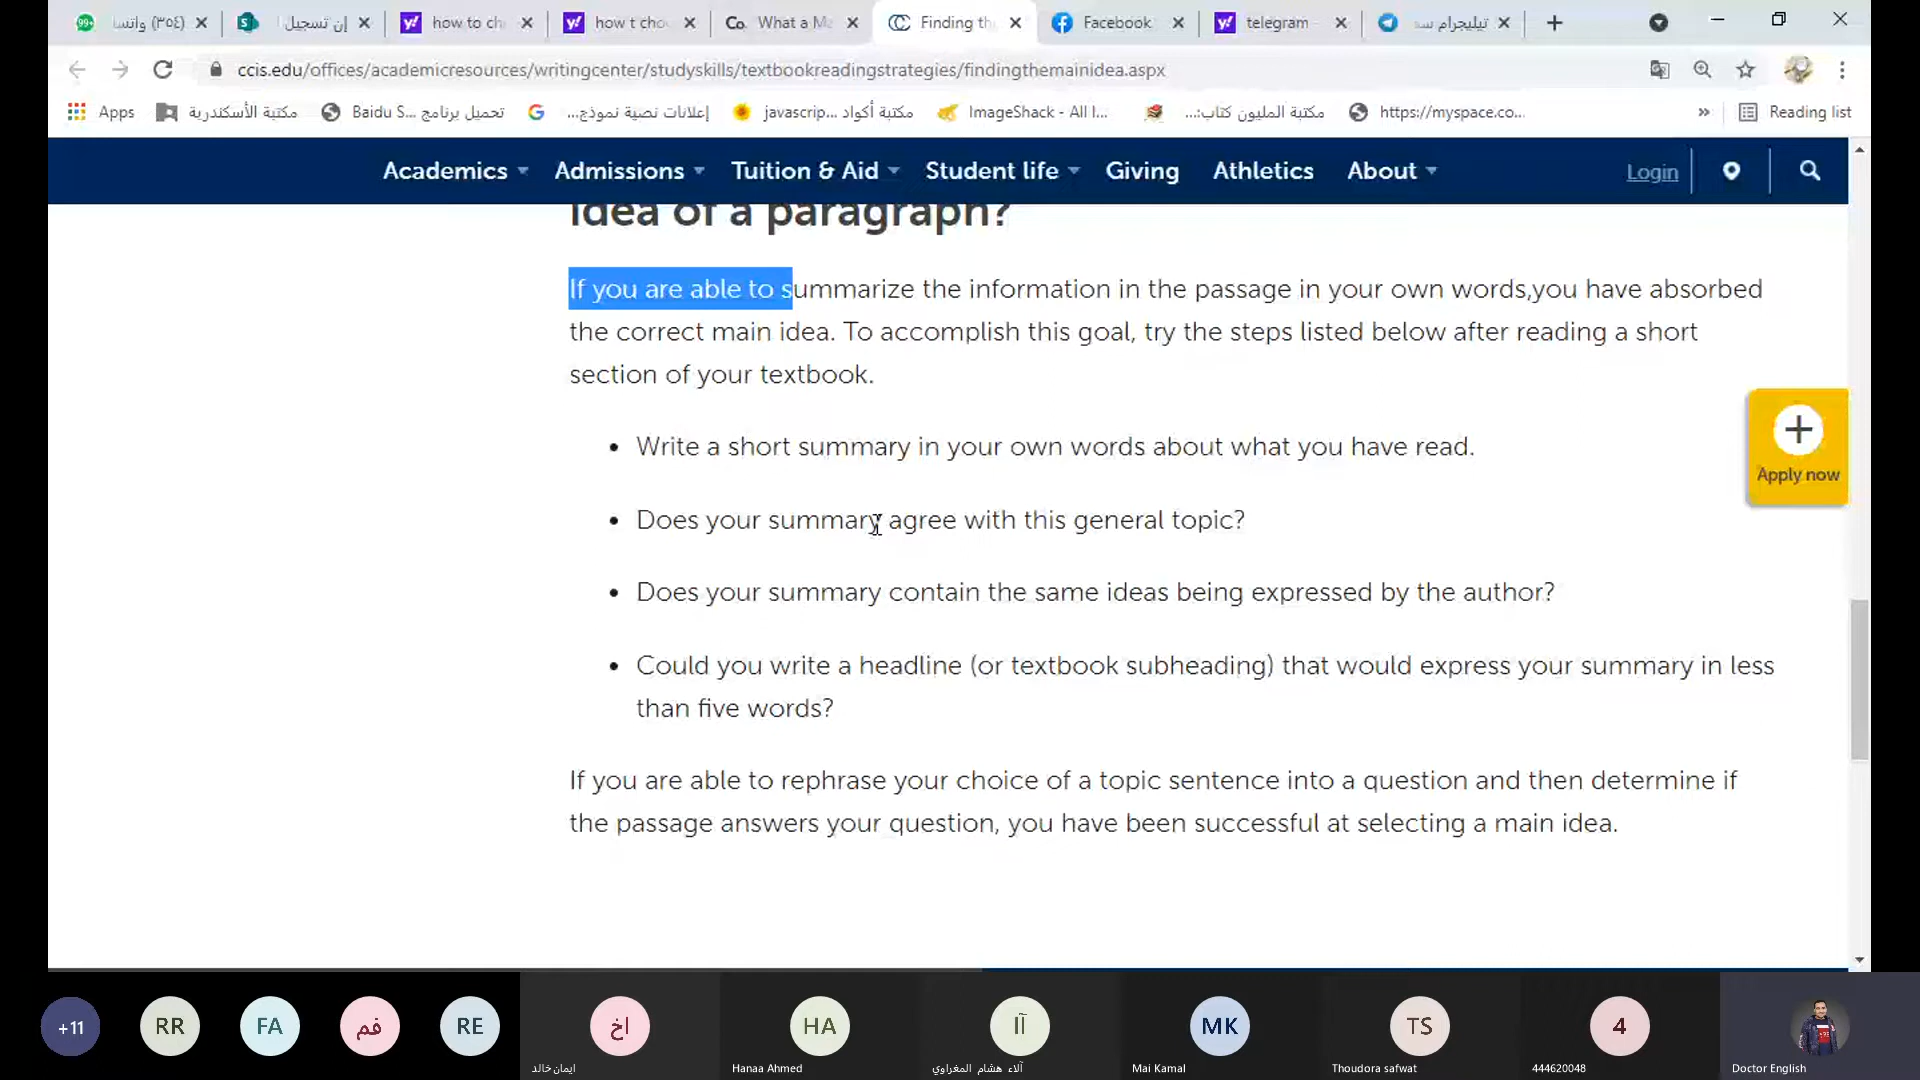 (٣٥٤) واتسا
إن تسجيل
how to ch
how t choo
What a Ma
Finding th
Facebook
telegram
تيليجرام سه
ccis.edu/offices/academicresources/writingcenter/studyskills/textbookreadingstrategies/findingthemainidea.aspx
Apps
مكتبة الأسكندرية
تحميل برنامج Baidu S...
إعلانات نصية نموذج...
مكتبة أكواد javascrip...
ImageShack - All I...
مكتبة المليون كتاب:...
https://myspace.co...
Reading list
Academics Admissions Tuition & Aid Student life Giving Athletics About Login
idea of a paragraph?
If you are able to summarize the information in the passage in your own words,you have absorbed
the correct main idea. To accomplish this goal, try the steps listed below after reading a short
section of your textbook.
• Write a short summary in your own words about what you have read.
• Does your summary agree with this general topic?
• Does your summary contain the same ideas being expressed by the author?
• Could you write a headline (or textbook subheading) that would express your summary in less
than five words?
If you are able to rephrase your choice of a topic sentence into a question and then determine if
the passage answers your question, you have been successful at selecting a main idea.
Apply now
+11 RR FA فم RE اخ HA آا MK TS 4
ايمان خالد
Hanaa Ahmed
آلاء هشام المغراوي
Mai Kamal
Thoudora safwat
444620048
Doctor English